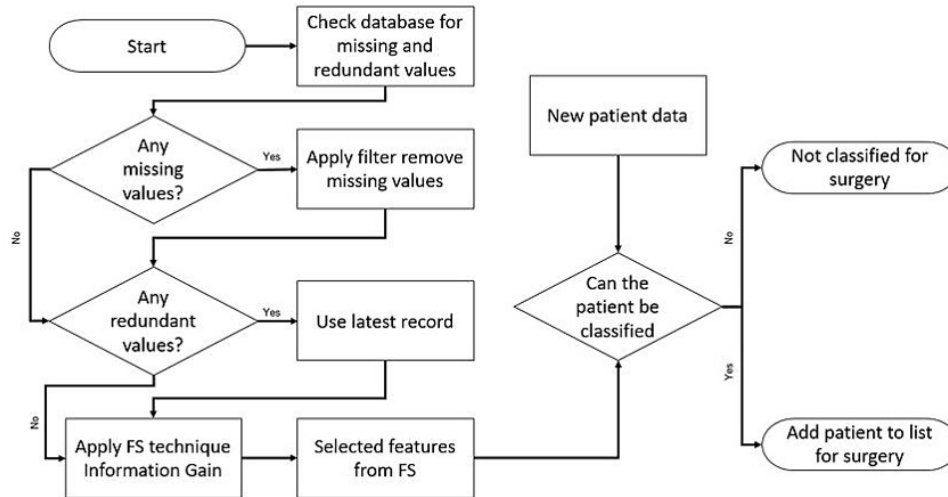 Start
Check database for
missing and
redundant values
Any
missing
values?
Yes
Apply filter remove
missing values
No
Any
redundant
values?
Yes
Use latest record
No
Apply FS technique
Information Gain
Selected features
from FS
New patient data
Can the
patient be
classified
No
Not classified for
surgery
Yes
Add patient to list
for surgery